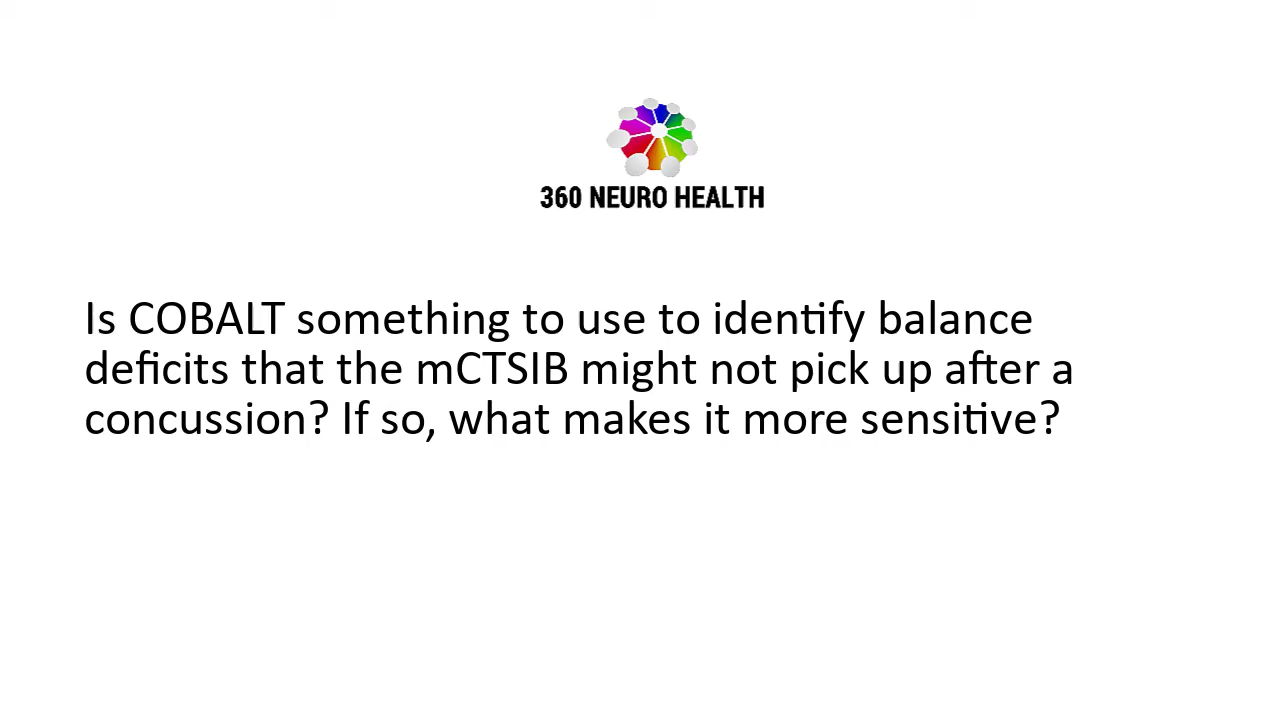 360 NEURO HEALTH
Is COBALT something to use to identify balance
deficits that the mCTSIB might not pick up after a
concussion? If so, what makes it more sensitive?